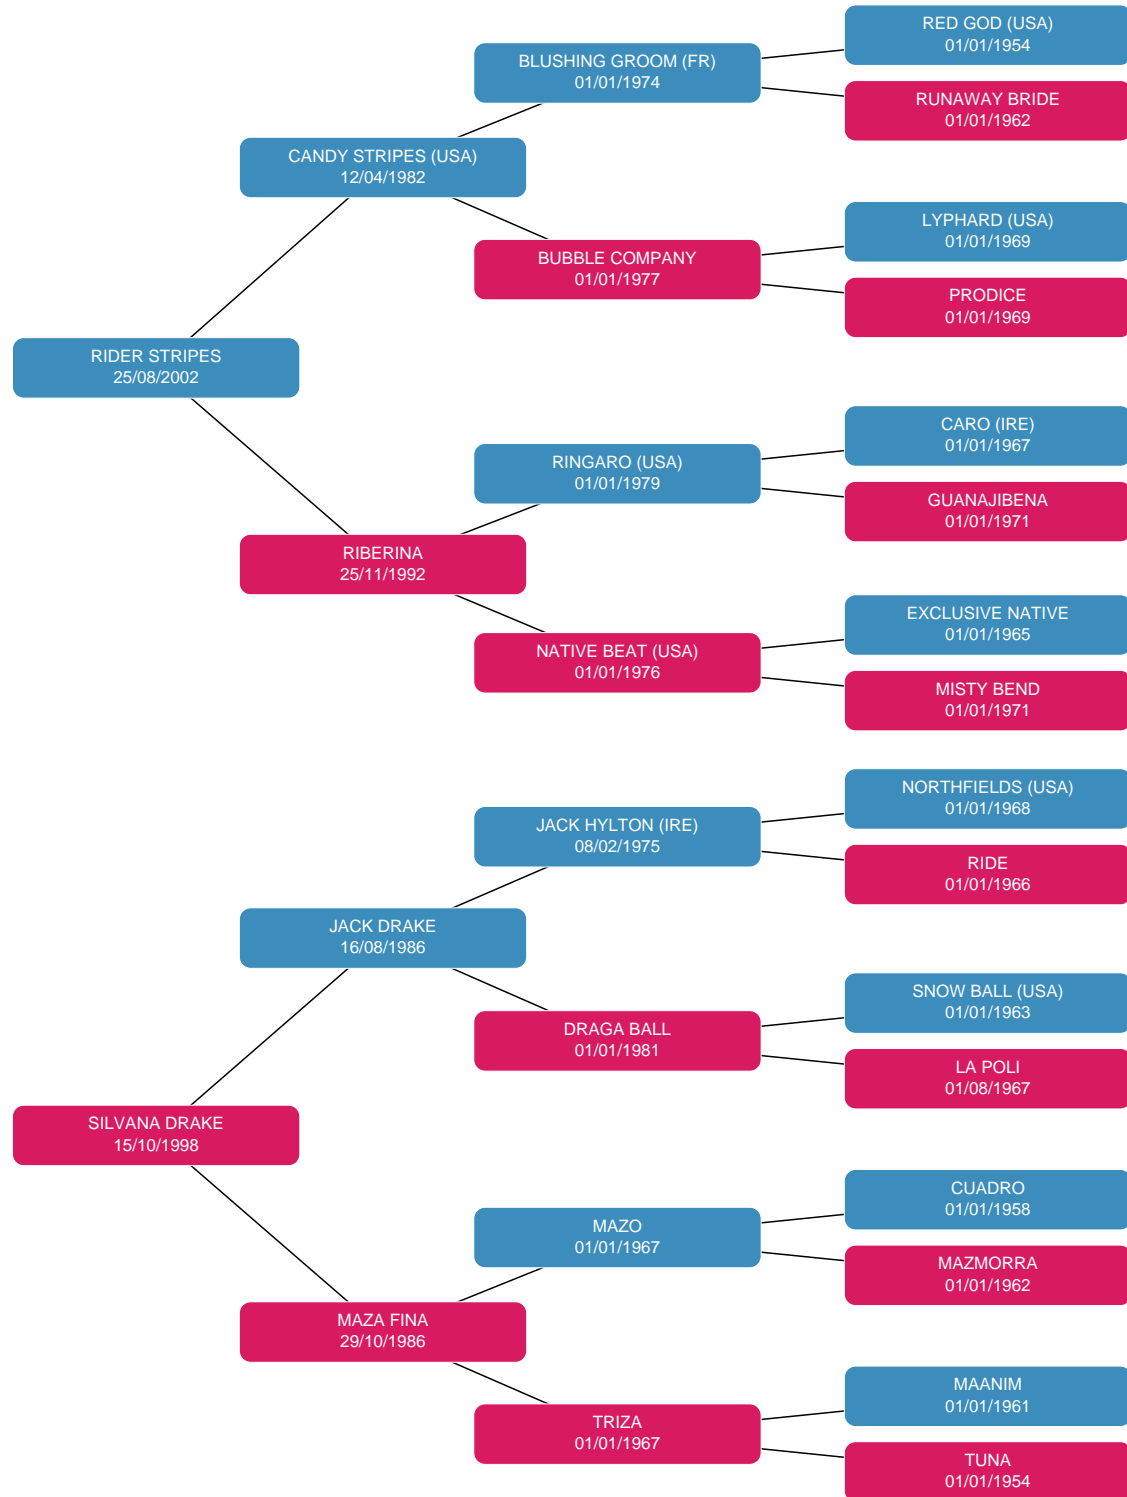 RED GOD (USA)
01/01/1954
BLUSHING GROOM (FR)
01/01/1974
RUNAWAY BRIDE
01/01/1962
CANDY STRIPES (USA)
12/04/1982
LYPHARD (USA)
01/01/1969
BUBBLE COMPANY
01/01/1977
PRODICE
01/01/1969
RIDER STRIPES
25/08/2002
CARO (IRE)
01/01/1967
RINGARO (USA)
01/01/1979
GUANAJIBENA
01/01/1971
RIBERINA
25/11/1992
EXCLUSIVE NATIVE
01/01/1965
NATIVE BEAT (USA)
01/01/1976
MISTY BEND
01/01/1971
NORTHFIELDS (USA)
01/01/1968
JACK HYLTON (IRE)
08/02/1975
RIDE
01/01/1966
JACK DRAKE
16/08/1986
SNOW BALL (USA)
01/01/1963
DRAGA BALL
01/01/1981
LA POLI
01/08/1967
SILVANA DRAKE
15/10/1998
CUADRO
01/01/1958
MAZO
01/01/1967
MAZMORRA
01/01/1962
MAZA FINA
29/10/1986
MAANIM
01/01/1961
TRIZA
01/01/1967
TUNA
01/01/1954